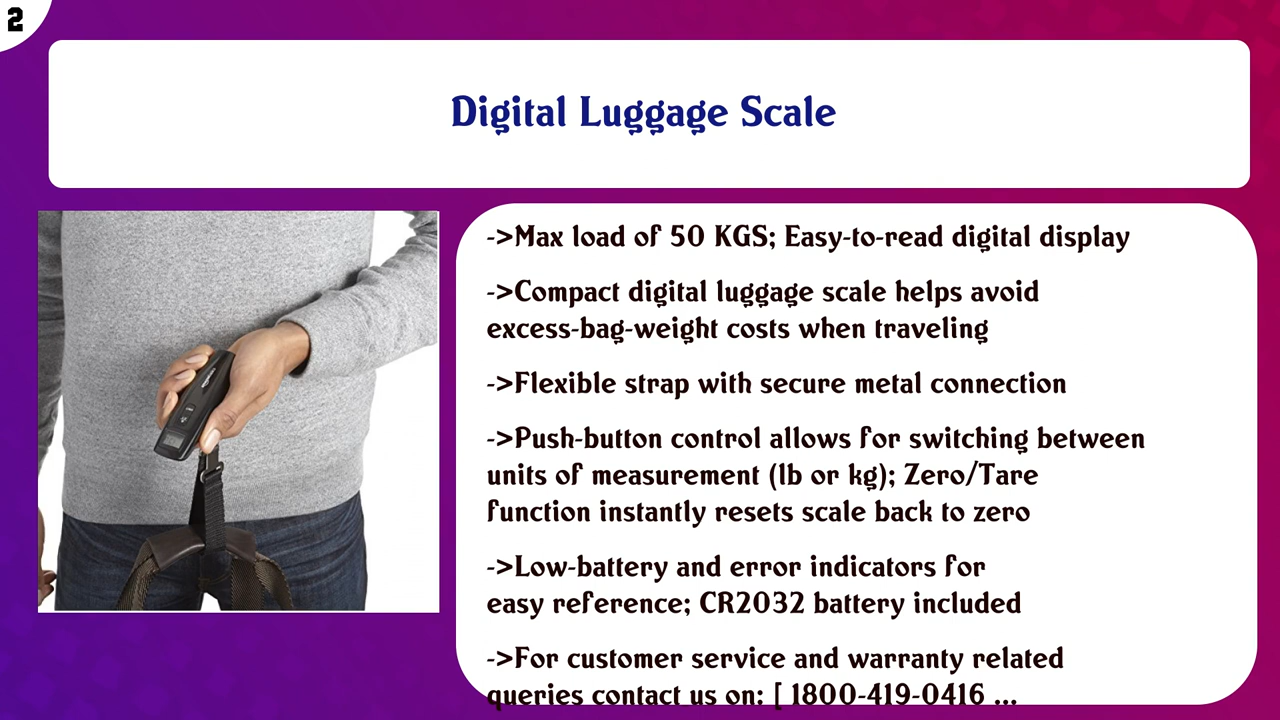 2
Digital Luggage Scale
->Max load of 50 KGS; Easy-to-read digital display
->Compact digital luggage scale helps avoid
excess-bag-weight costs when traveling
->Flexible strap with secure metal connection
->Push-button control allows for switching between
units of measurement (lb or kg); Zero/Tare
function instantly resets scale back to zero
->Low-battery and error indicators for
easy reference; CR2032 battery included
->For customer service and warranty related
queries contact us on: [ 1800-419-0416 ...